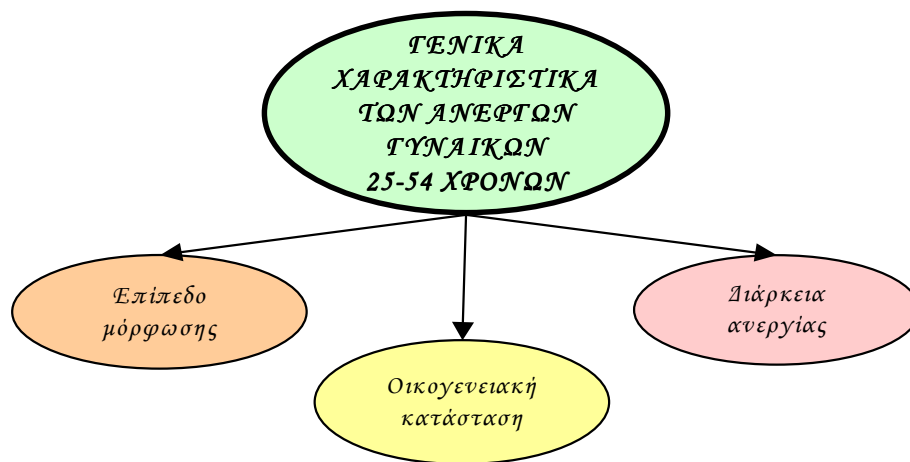 ΓΕΝΙΚΑ
ΧΑΡΑΚΤΗΡΙΣΤΙΚΑ
ΤΩΝ ΑΝΕΡΓΩΝ
ΓΥΝΑΙΚΩΝ
25-54 ΧΡΟΝΩΝ
Επίπεδο
μόρφωσης
Διάρκεια
ανεργίας
Οικογενειακή
κατάσταση